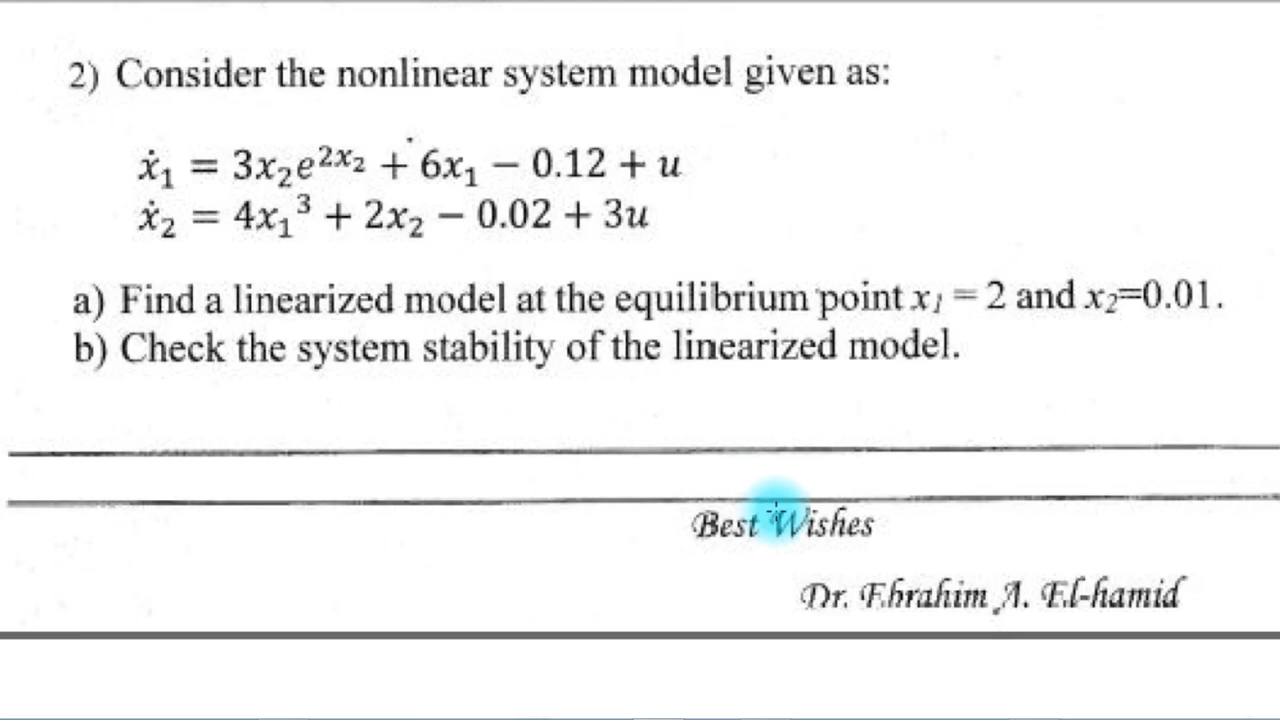 2) Consider the nonlinear system model given as:
ẋ₁ = 3x₂e²ˣ² + 6x₁ − 0.12 + u
ẋ₂ = 4x₁³ + 2x₂ − 0.02 + 3u
a) Find a linearized model at the equilibrium point x₁ = 2 and x₂=0.01.
b) Check the system stability of the linearized model.
Best Wishes
Dr. Ebrahim A. El-hamid